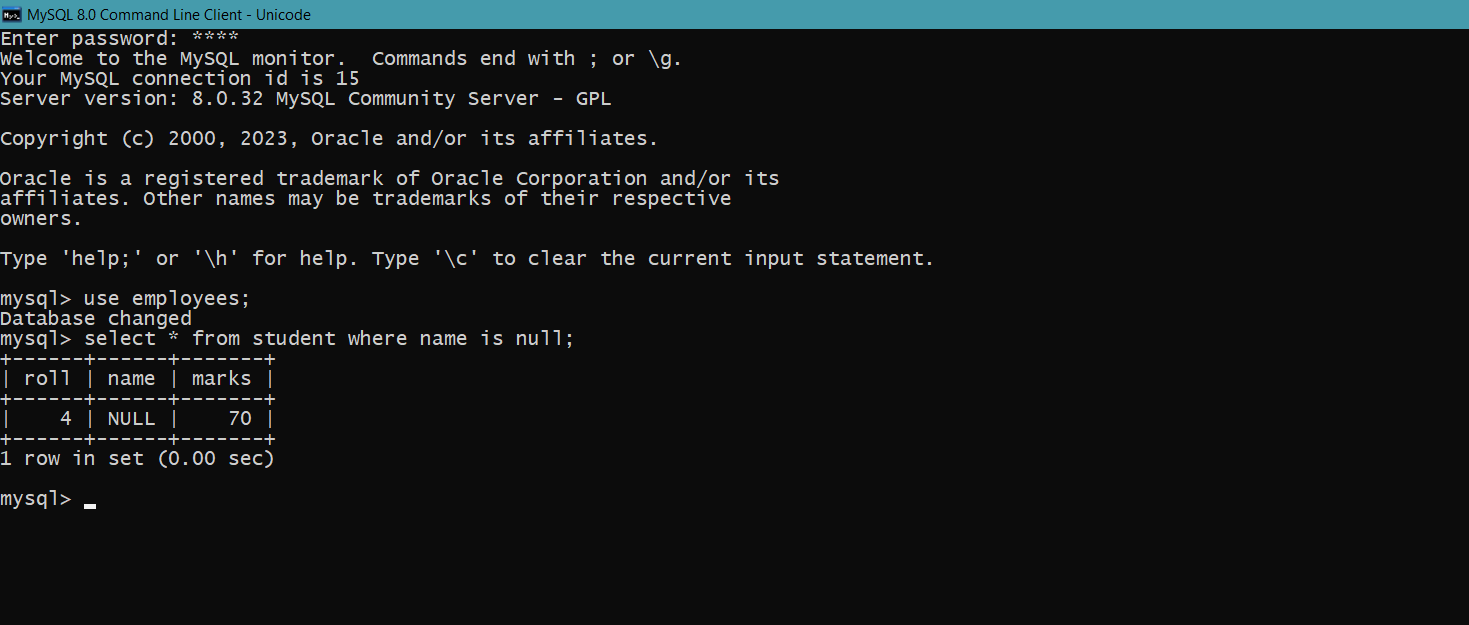 MySQL 8.0 Command Line Client - Unicode
Enter password: ****
Welcome to the MySQL monitor.  Commands end with ; or \g.
Your MySQL connection id is 15
Server version: 8.0.32 MySQL Community Server - GPL

Copyright (c) 2000, 2023, Oracle and/or its affiliates.

Oracle is a registered trademark of Oracle Corporation and/or its
affiliates. Other names may be trademarks of their respective
owners.

Type 'help;' or '\h' for help. Type '\c' to clear the current input statement.

mysql> use employees;
Database changed
mysql> select * from student where name is null;
+------+------+-------+
| roll | name | marks |
+------+------+-------+
|    4 | NULL |    70 |
+------+------+-------+
1 row in set (0.00 sec)

mysql> _